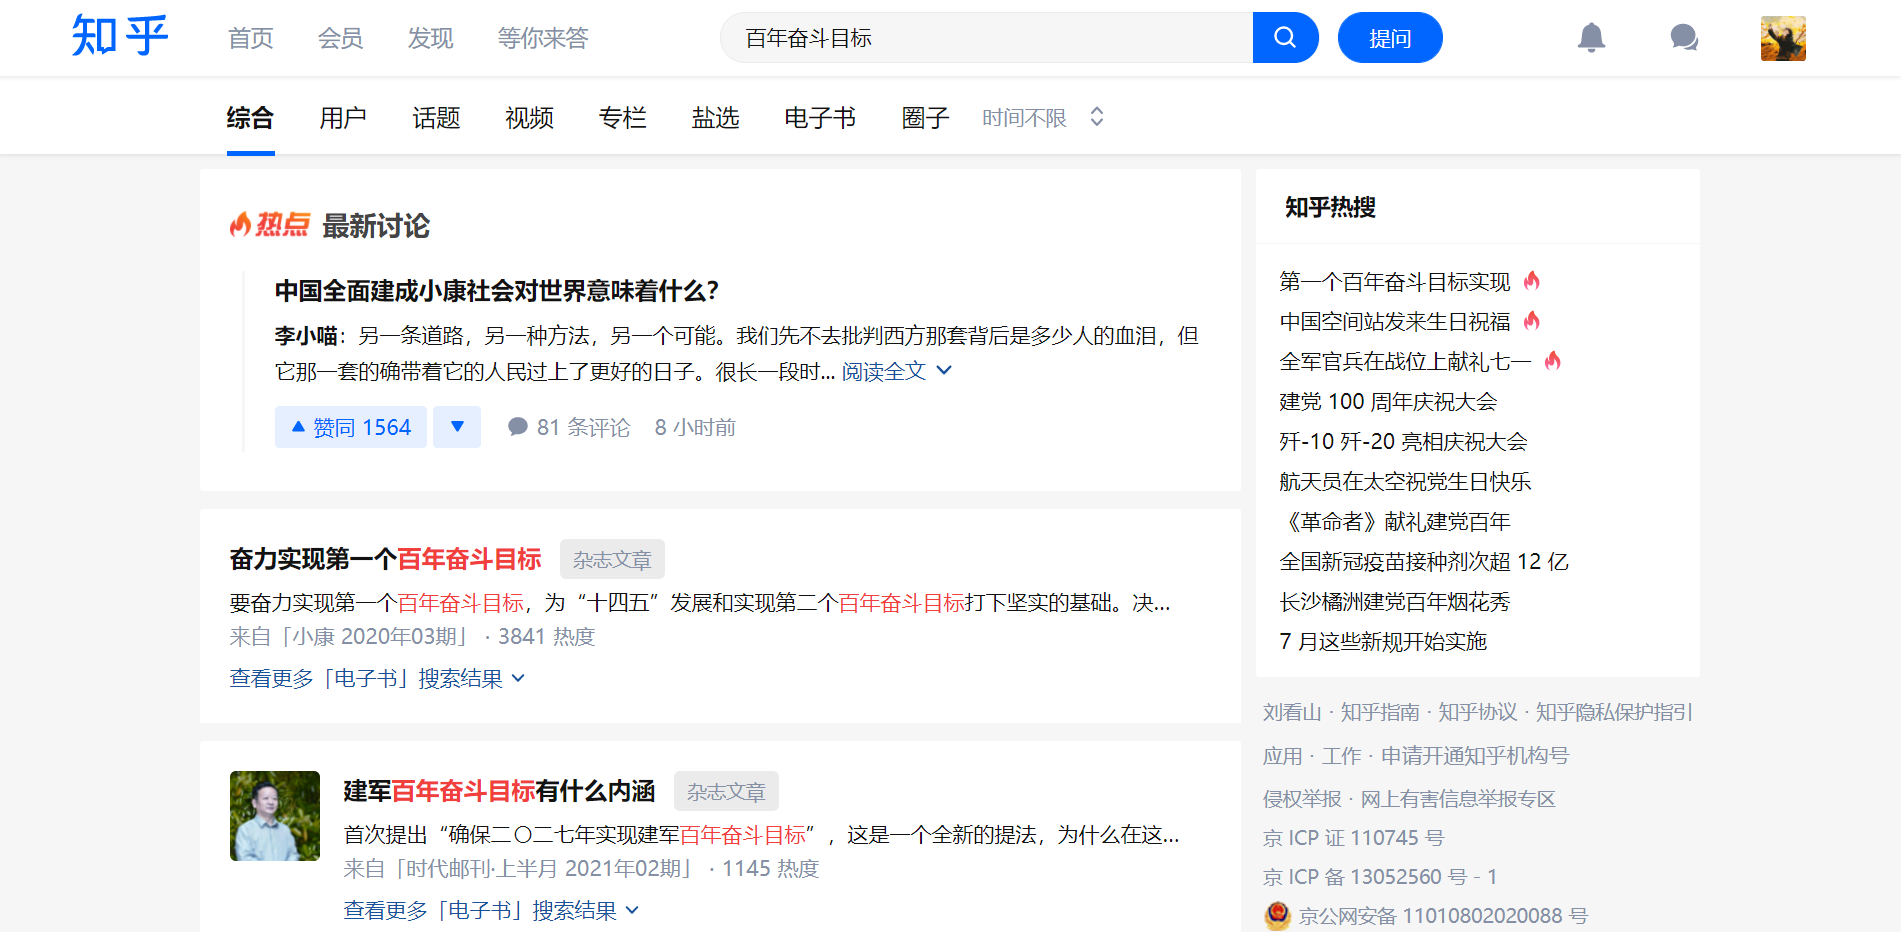 知乎 首页 会员 发现 等你来答 百年奋斗目标 提问
综合 用户 话题 视频 专栏 盐选 电子书 圈子 时间不限
热点 最新讨论
中国全面建成小康社会对世界意味着什么？
李小喵：另一条道路，另一种方法，另一个可能。我们先不去批判西方那套背后是多少人的血泪，但
它那一套的确带着它的人民过上了更好的日子。很长一段时... 阅读全文
赞同 1564 81 条评论 8 小时前
奋力实现第一个百年奋斗目标 杂志文章
要奋力实现第一个百年奋斗目标，为“十四五”发展和实现第二个百年奋斗目标打下坚实的基础。决...
来自「小康 2020年03期」 · 3841 热度
查看更多「电子书」搜索结果
建军百年奋斗目标有什么内涵 杂志文章
首次提出“确保二〇二七年实现建军百年奋斗目标”，这是一个全新的提法，为什么在这...
来自「时代邮刊·上半月 2021年02期」 · 1145 热度
查看更多「电子书」搜索结果
知乎热搜
第一个百年奋斗目标实现
中国空间站发来生日祝福
全军官兵在战位上献礼七一
建党 100 周年庆祝大会
歼-10 歼-20 亮相庆祝大会
航天员在太空祝党生日快乐
《革命者》献礼建党百年
全国新冠疫苗接种剂次超 12 亿
长沙橘洲建党百年烟花秀
7 月这些新规开始实施
刘看山 · 知乎指南 · 知乎协议 · 知乎隐私保护指引
应用 · 工作 · 申请开通知乎机构号
侵权举报 · 网上有害信息举报专区
京 ICP 证 110745 号
京 ICP 备 13052560 号 - 1
京公网安备 11010802020088 号